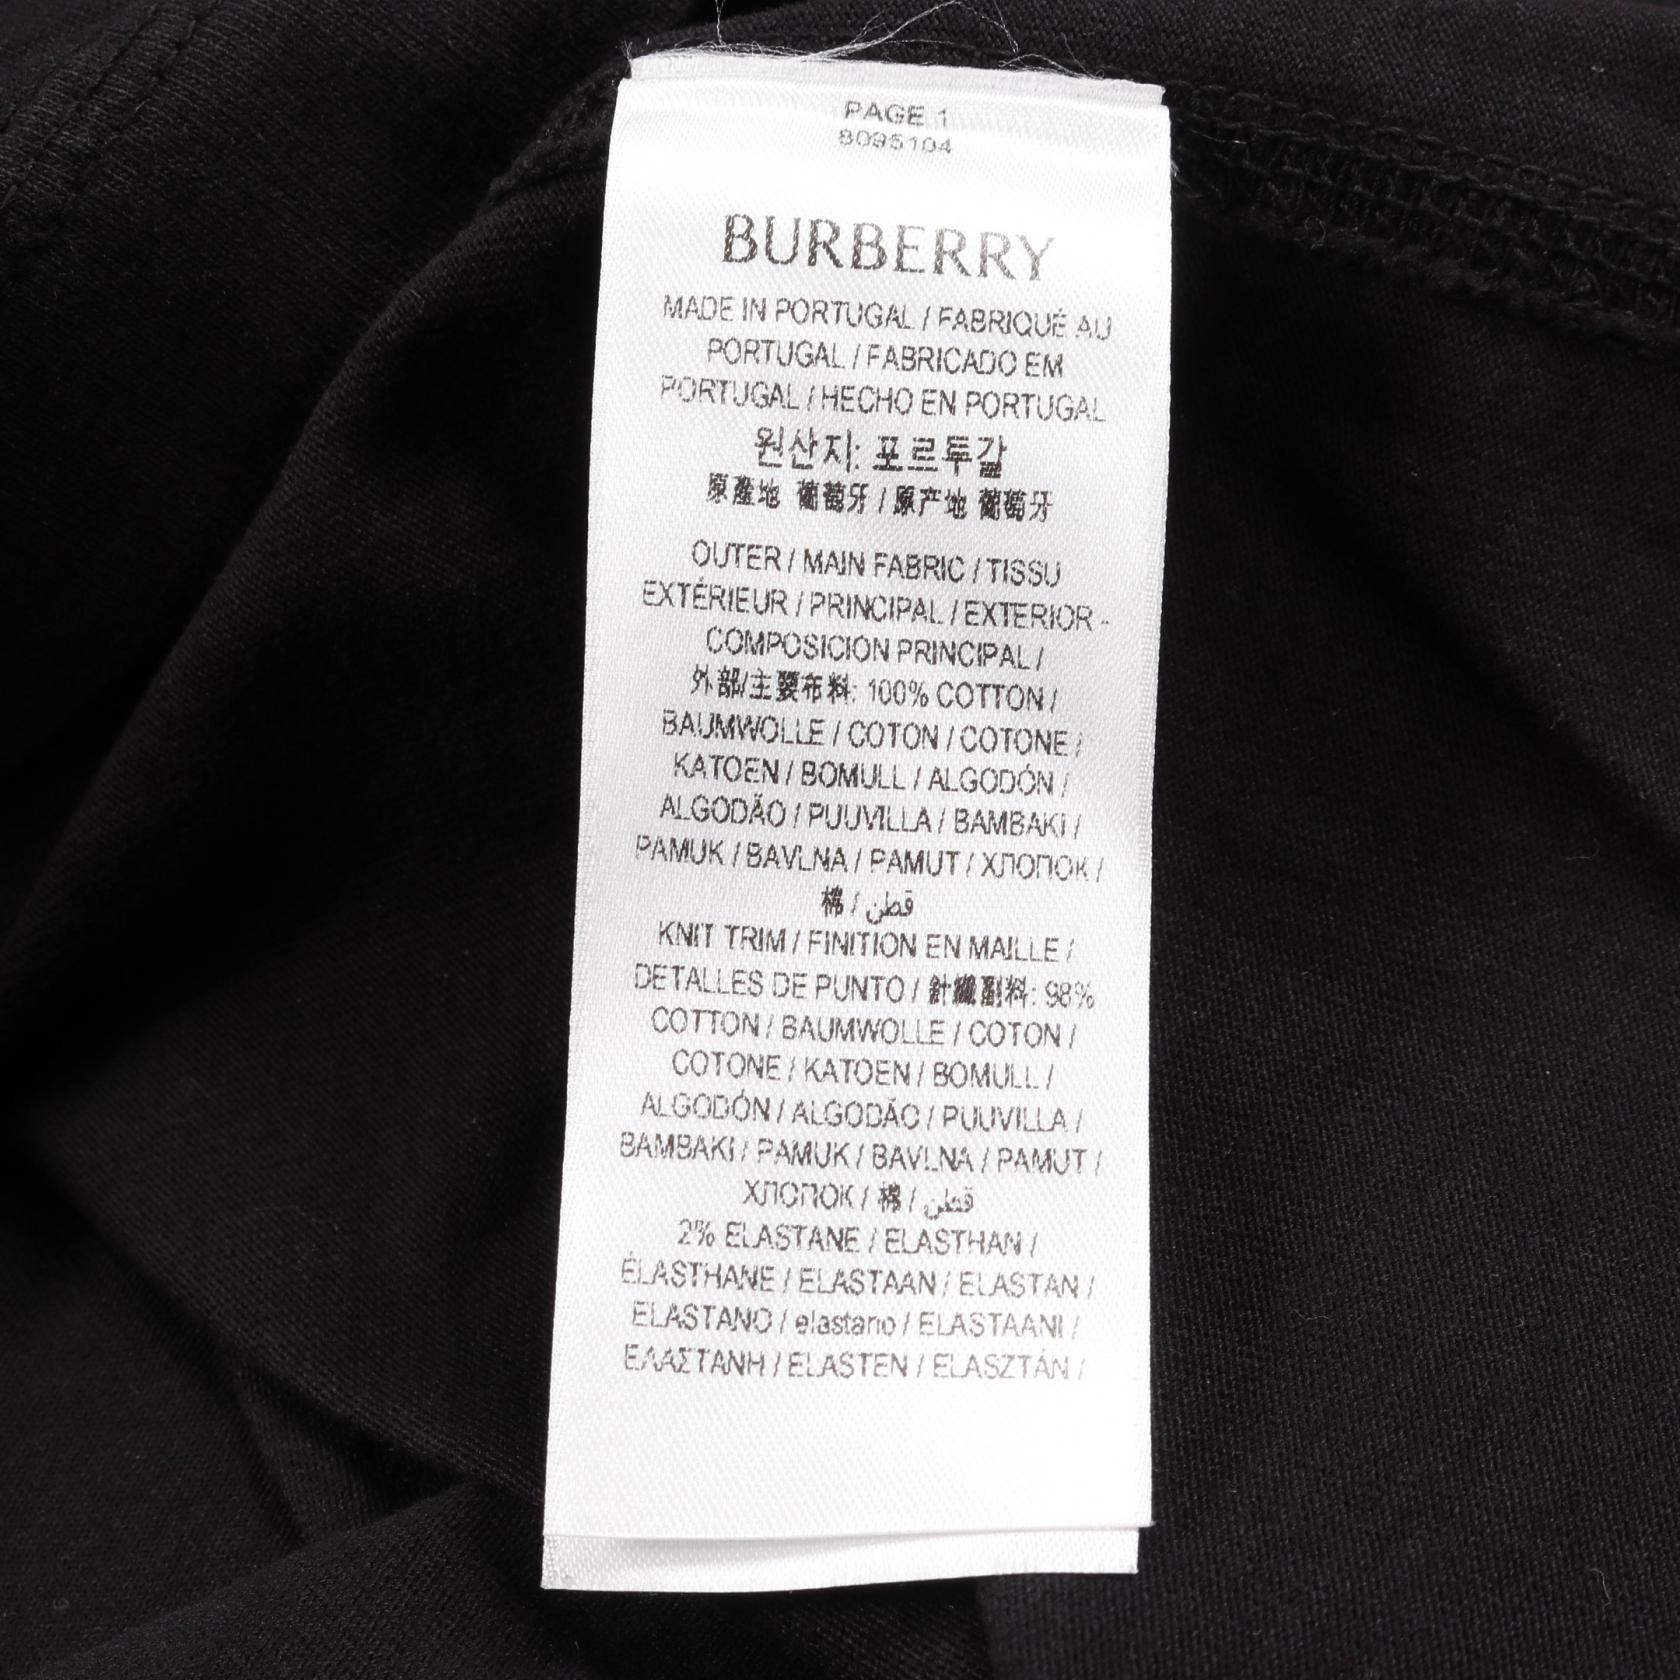 PAGE 1
8095104
BURBERRY
MADE IN PORTUGAL / FABRIQUÉ AU
PORTUGAL / FABRICADO EM
PORTUGAL / HECHO EN PORTUGAL
원산지: 포르투갈
原產地 葡萄牙 / 原产地 葡萄牙
OUTER / MAIN FABRIC / TISSU
EXTÉRIEUR / PRINCIPAL / EXTERIOR -
COMPOSICION PRINCIPAL /
外部/主要布料: 100% COTTON /
BAUMWOLLE / COTON / COTONE /
KATOEN / BOMULL / ALGODÓN /
ALGODÃO / PUUVILLA / BAMBAKI /
PAMUK / BAVLNA / PAMUT / ХЛОПОК /
棉 / قطن
KNIT TRIM / FINITION EN MAILLE /
DETALLES DE PUNTO / 針織副料: 98%
COTTON / BAUMWOLLE / COTON /
COTONE / KATOEN / BOMULL /
ALGODÓN / ALGODÃO / PUUVILLA /
BAMBAKI / PAMUK / BAVLNA / PAMUT /
ХЛОПОК / 棉 / قطن
2% ELASTANE / ELASTHAN /
ÉLASTHANE / ELASTAAN / ELASTAN /
ELASTANO / elastano / ELASTAANI /
ΕΛΑΣΤΑΝΗ / ELASTEN / ELASZTÁN /